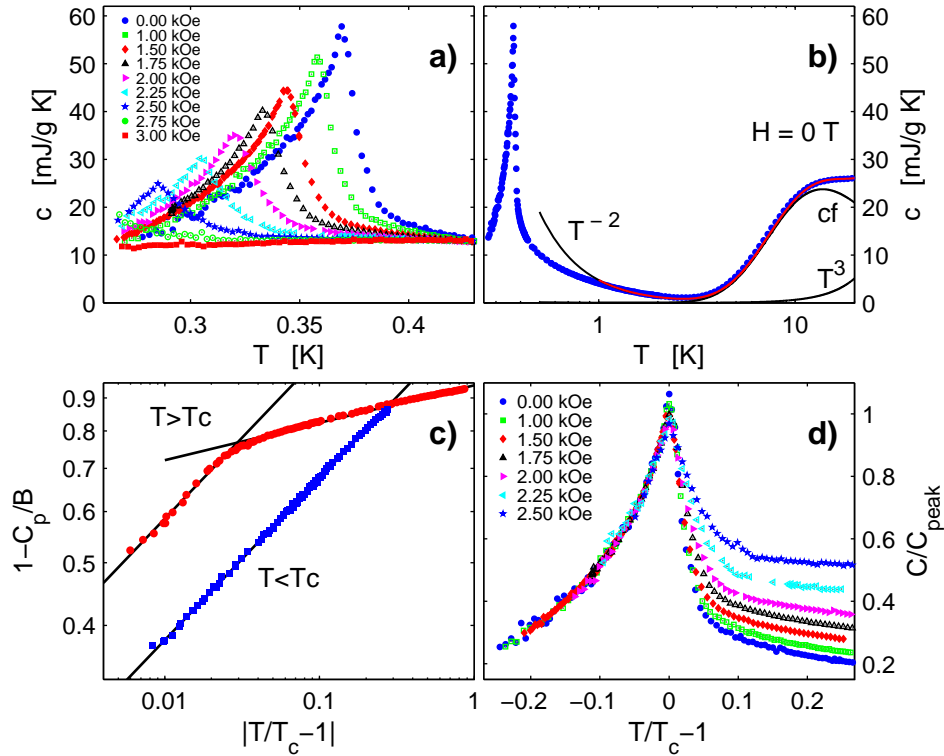 a)
0.00 kOe
1.00 kOe
1.50 kOe
1.75 kOe
2.00 kOe
2.25 kOe
2.50 kOe
2.75 kOe
3.00 kOe
60
50
40
30
20
10
0
c [mJ/g K]
0.3 0.35 0.4
T [K]
b)
H = 0 T
T⁻²
cf
T³
60
50
40
30
20
10
0
c [mJ/g K]
1 10
T [K]
c)
T>Tc
T<Tc
0.9
0.8
0.7
0.6
0.5
0.4
1−Cp/B
0.01 0.1 1
|T/Tc−1|
d)
0.00 kOe
1.00 kOe
1.50 kOe
1.75 kOe
2.00 kOe
2.25 kOe
2.50 kOe
1
0.8
0.6
0.4
0.2
C/Cpeak
−0.2 −0.1 0 0.1 0.2
T/Tc−1